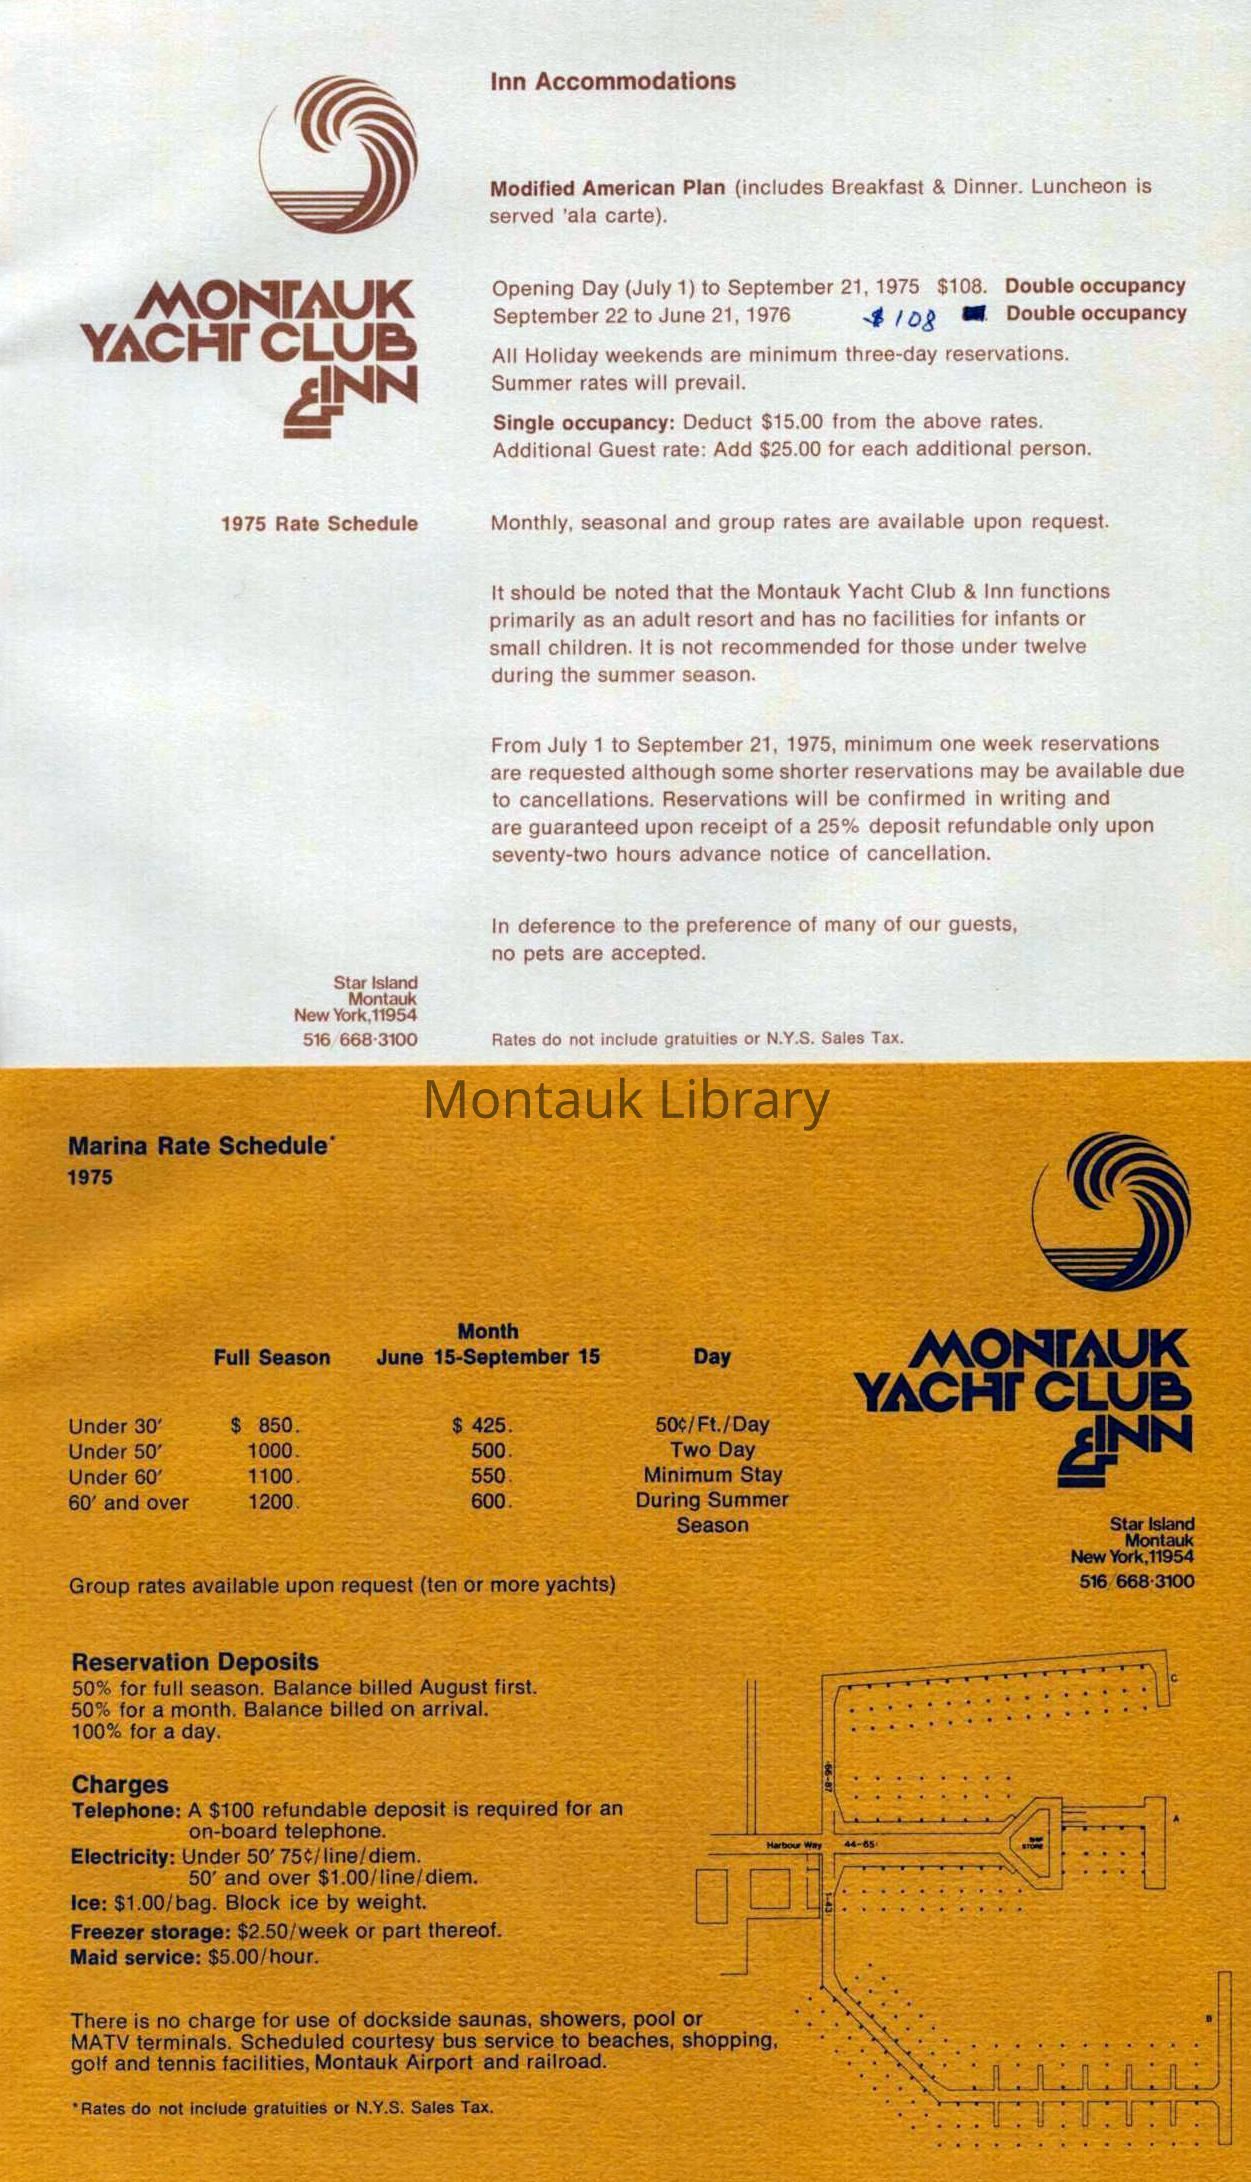 Inn Accommodations
Modified American Plan (includes Breakfast & Dinner. Luncheon is
served 'ala carte).
MONTAUK
YACHT CLUB
& INN
Opening Day (July 1) to September 21, 1975 $108. Double occupancy
September 22 to June 21, 1976 $108 Double occupancy
All Holiday weekends are minimum three-day reservations.
Summer rates will prevail.
Single occupancy: Deduct $15.00 from the above rates.
Additional Guest rate: Add $25.00 for each additional person.
1975 Rate Schedule
Monthly, seasonal and group rates are available upon request.
It should be noted that the Montauk Yacht Club & Inn functions
primarily as an adult resort and has no facilities for infants or
small children. It is not recommended for those under twelve
during the summer season.
From July 1 to September 21, 1975, minimum one week reservations
are requested although some shorter reservations may be available due
to cancellations. Reservations will be confirmed in writing and
are guaranteed upon receipt of a 25% deposit refundable only upon
seventy-two hours advance notice of cancellation.
In deference to the preference of many of our guests,
no pets are accepted.
Star Island
Montauk
New York, 11954
516/668-3100
Rates do not include gratuities or N.Y.S. Sales Tax.
Montauk Library
Marina Rate Schedule*
1975
MONTAUK
YACHT CLUB
& INN
Star Island
Montauk
New York, 11954
516/668-3100
Month
Full Season June 15-September 15 Day
Under 30' $ 850. $ 425. 50¢/Ft./Day
Under 50' 1000. 500. Two Day
Under 60' 1100. 550. Minimum Stay
60' and over 1200. 600. During Summer
Season
Group rates available upon request (ten or more yachts)
Reservation Deposits
50% for full season. Balance billed August first.
50% for a month. Balance billed on arrival.
100% for a day.
Charges
Telephone: A $100 refundable deposit is required for an
on-board telephone.
Electricity: Under 50' 75¢/line/diem.
50' and over $1.00/line/diem.
Ice: $1.00/bag. Block ice by weight.
Freezer storage: $2.50/week or part thereof.
Maid service: $5.00/hour.
There is no charge for use of dockside saunas, showers, pool or
MATV terminals. Scheduled courtesy bus service to beaches, shopping,
golf and tennis facilities, Montauk Airport and railroad.
*Rates do not include gratuities or N.Y.S. Sales Tax.
C
66-87
A
Harbour Way
44-65
SHIP
STORE
1-43
B